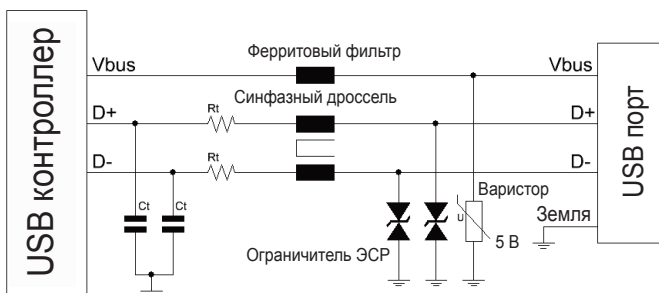 USB контроллер
Vbus
D+
D-
Ферритовый фильтр
Синфазный дроссель
Rt
Rt
Ct
Ct
Ограничитель ЭСР
Варистор
U
5 В
Земля
Vbus
D+
D-
USB порт